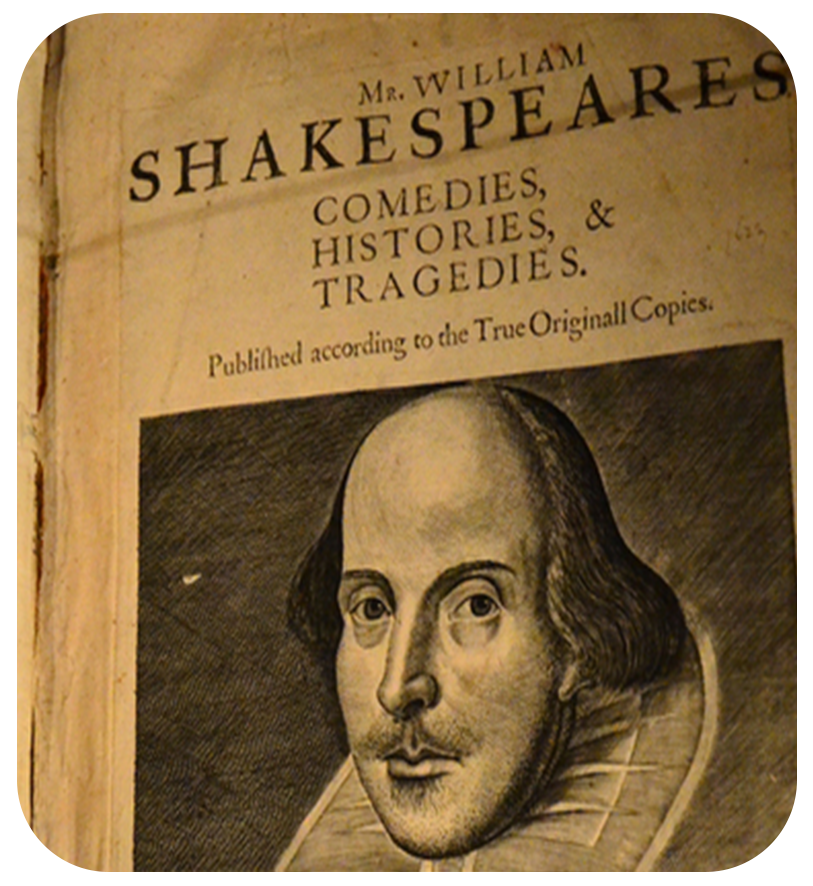 Mr. WILLIAM
SHAKESPEARES
COMEDIES,
HISTORIES, &
TRAGEDIES.
Publiſhed according to the True Originall Copies.